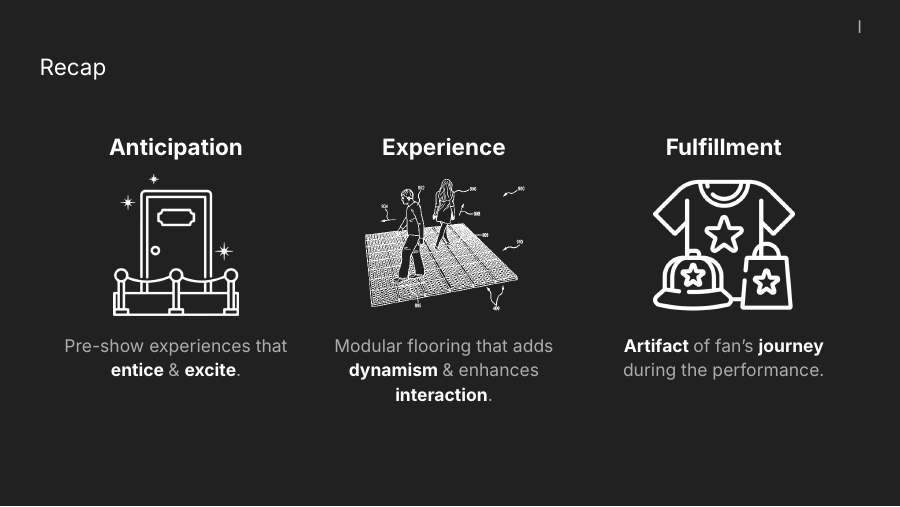 Recap
Anticipation
Experience
Fulfillment
Pre-show experiences that
entice & excite.
Modular flooring that adds
dynamism & enhances
interaction.
Artifact of fan's journey
during the performance.